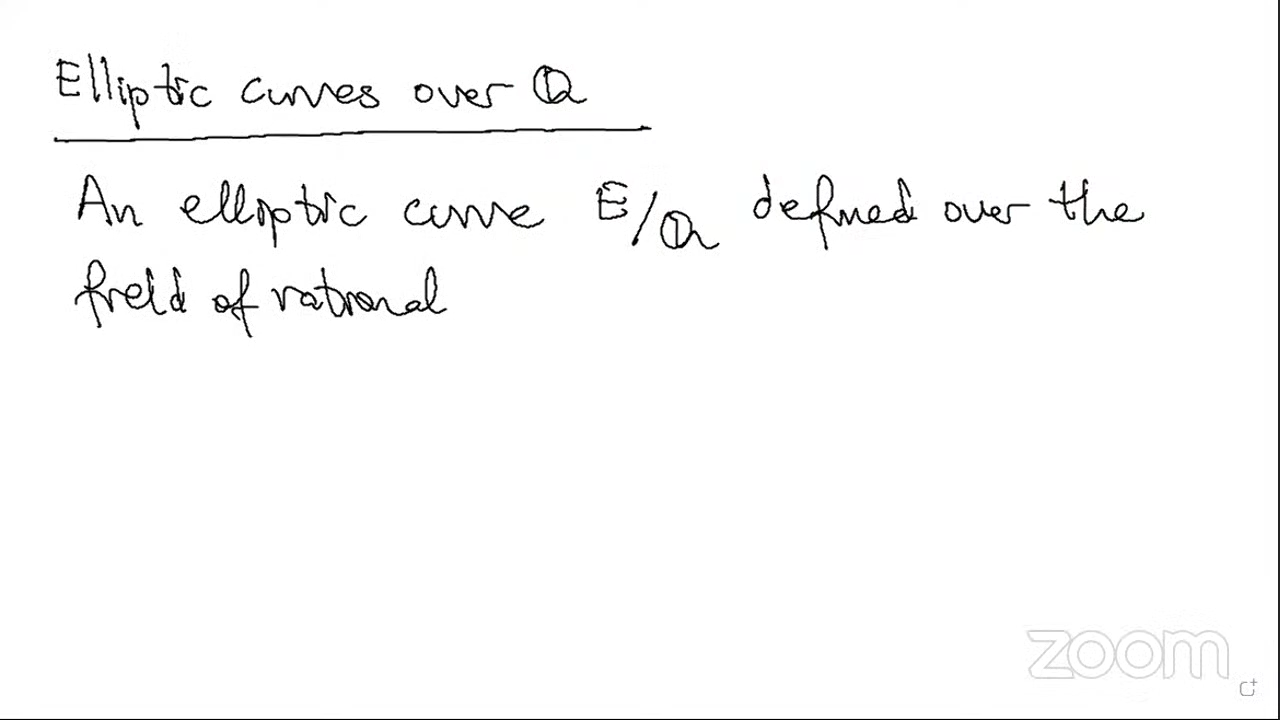 Elliptic curves over ℚ
An elliptic curve E/ℚ defined over the
field of rational
zoom